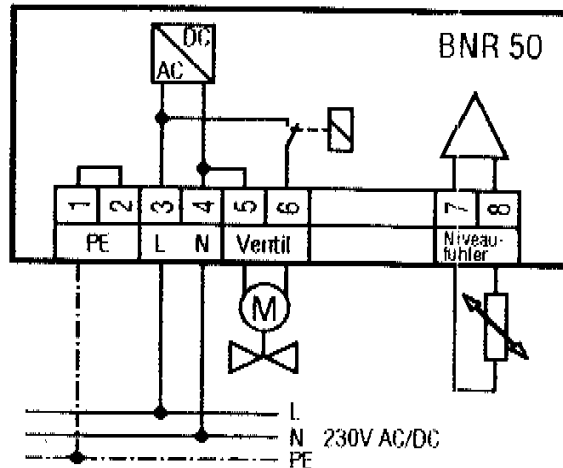 DC
AC
BNR 50
1 2 3 4 5 6 7 8
PE L N Ventil Niveau-
fühler
M
L
N 230V AC/DC
PE